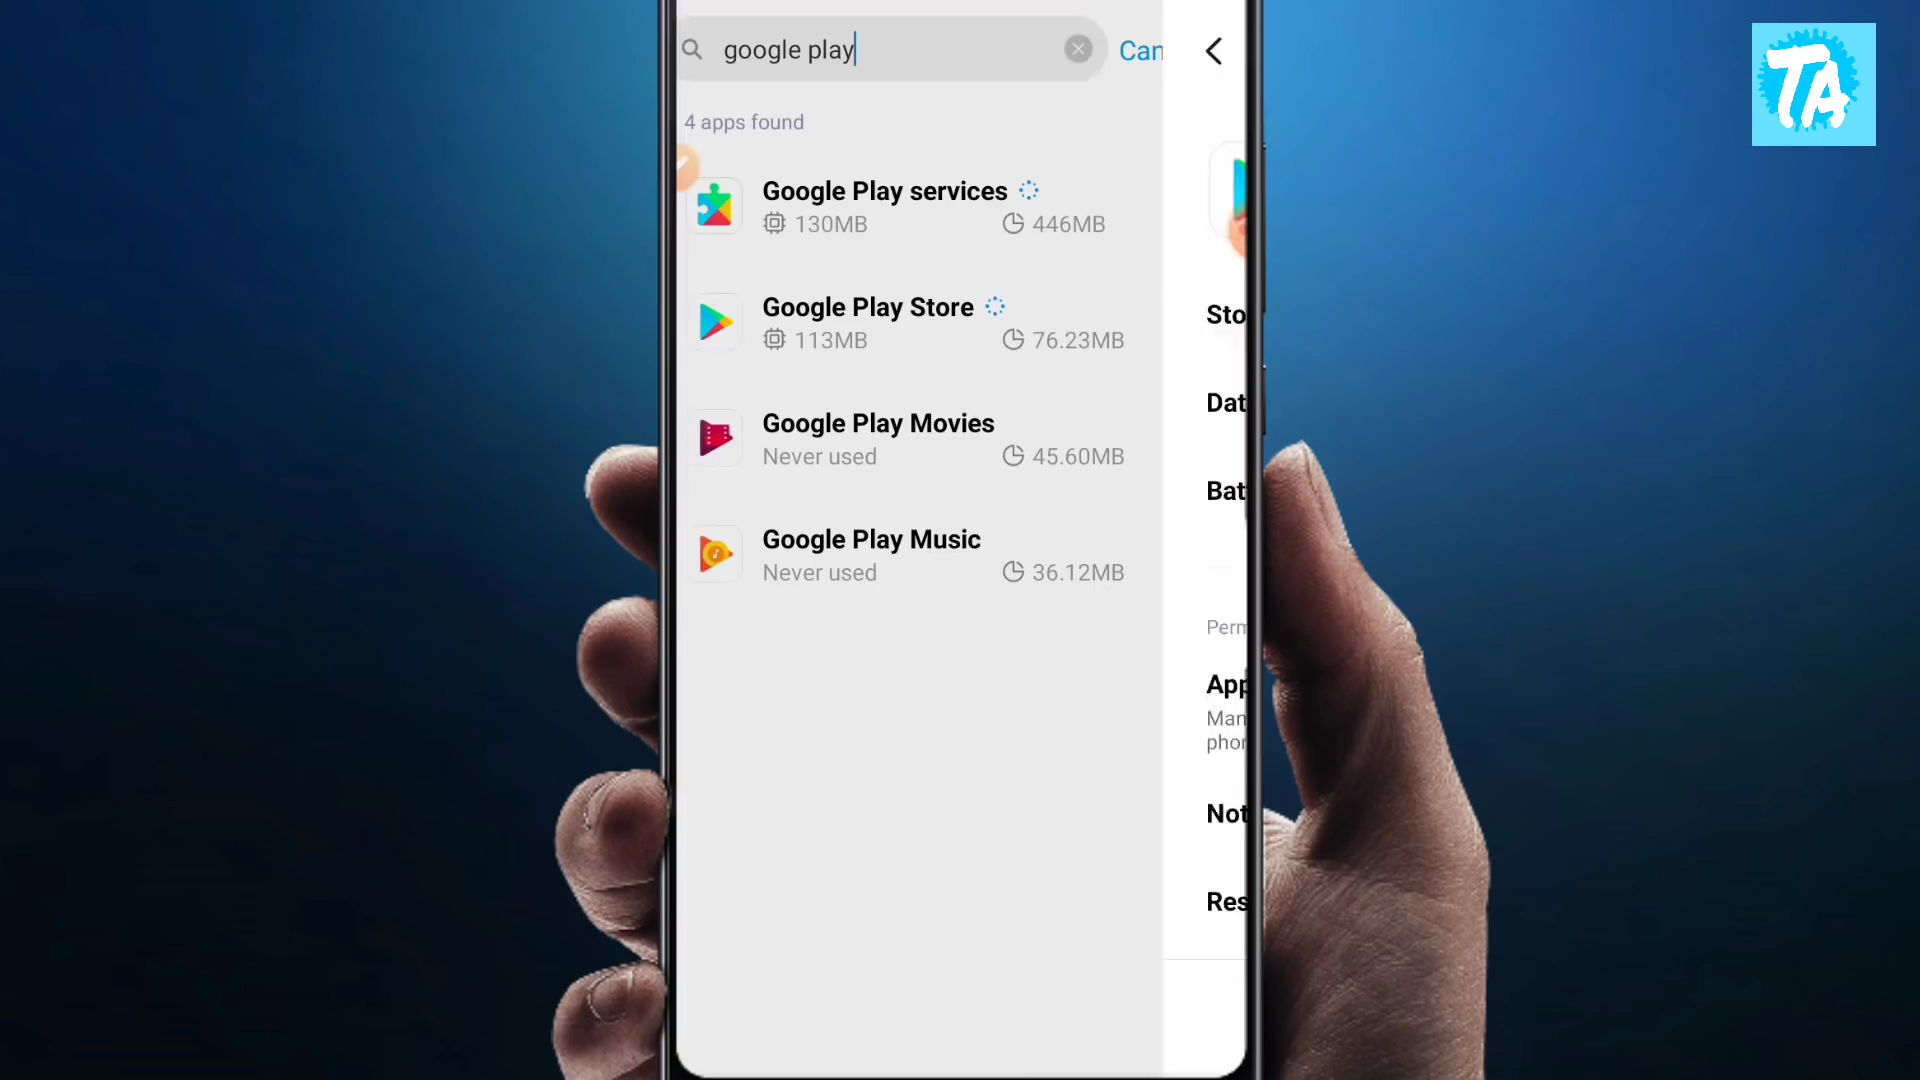 google play
Can
4 apps found
Google Play services
130MB
446MB
Google Play Store
113MB
76.23MB
Google Play Movies
Never used
45.60MB
Google Play Music
Never used
36.12MB
Sto
Dat
Bat
Perm
App
Man
phor
Not
Res
TA